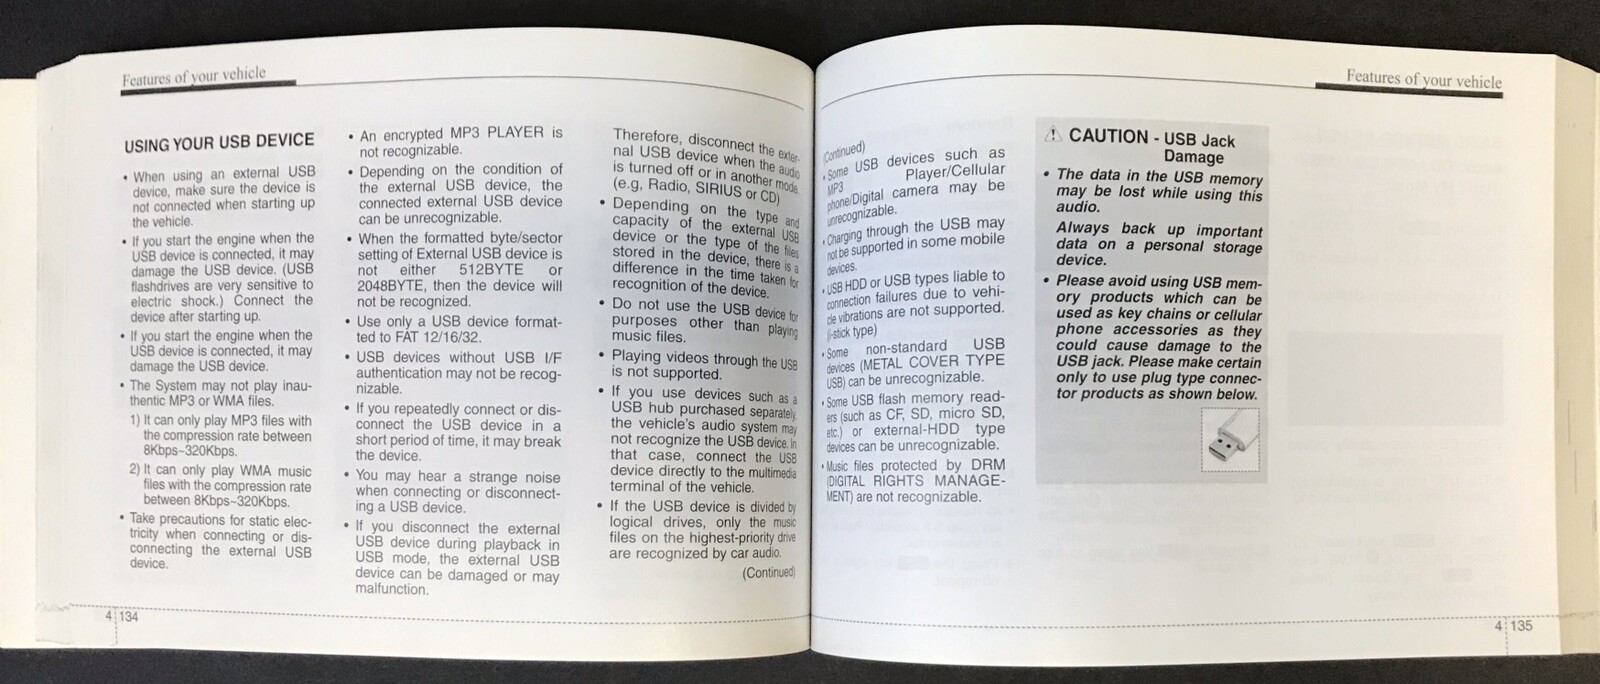 Features of your vehicle
USING YOUR USB DEVICE
• When using an external USB
device, make sure the device is
not connected when starting up
the vehicle.
• If you start the engine when the
USB device is connected, it may
damage the USB device. (USB
flashdrives are very sensitive to
electric shock.) Connect the
device after starting up.
• If you start the engine when the
USB device is connected, it may
damage the USB device.
• The System may not play inau-
thentic MP3 or WMA files.
1) It can only play MP3 files with
the compression rate between
8Kbps~320Kbps.
2) It can only play WMA music
files with the compression rate
between 8Kbps~320Kbps.
• Take precautions for static elec-
tricity when connecting or dis-
connecting the external USB
device.
• An encrypted MP3 PLAYER is
not recognizable.
• Depending on the condition of
the external USB device, the
connected external USB device
can be unrecognizable.
• When the formatted byte/sector
setting of External USB device is
not either 512BYTE or
2048BYTE, then the device will
not be recognized.
• Use only a USB device format-
ted to FAT 12/16/32.
• USB devices without USB I/F
authentication may not be recog-
nizable.
• If you repeatedly connect or dis-
connect the USB device in a
short period of time, it may break
the device.
• You may hear a strange noise
when connecting or disconnect-
ing a USB device.
• If you disconnect the external
USB device during playback in
USB mode, the external USB
device can be damaged or may
malfunction.
Therefore, disconnect the exter-
nal USB device when the audio
is turned off or in another mode.
(e.g, Radio, SIRIUS or CD)
• Depending on the type and
capacity of the external USB
device or the type of the files
stored in the device, there is a
difference in the time taken for
recognition of the device.
• Do not use the USB device for
purposes other than playing
music files.
• Playing videos through the USB
is not supported.
• If you use devices such as a
USB hub purchased separately,
the vehicle's audio system may
not recognize the USB device. In
that case, connect the USB
device directly to the multimedia
terminal of the vehicle.
• If the USB device is divided by
logical drives, only the music
files on the highest-priority drive
are recognized by car audio.
(Continued)
4 134
Features of your vehicle
(Continued)
• Some USB devices such as
MP3 Player/Cellular
phone/Digital camera may be
unrecognizable.
• Charging through the USB may
not be supported in some mobile
devices.
• USB HDD or USB types liable to
connection failures due to vehi-
cle vibrations are not supported.
(i-stick type)
• Some non-standard USB
devices (METAL COVER TYPE
USB) can be unrecognizable.
• Some USB flash memory read-
ers (such as CF, SD, micro SD,
etc.) or external-HDD type
devices can be unrecognizable.
• Music files protected by DRM
(DIGITAL RIGHTS MANAGE-
MENT) are not recognizable.
⚠ CAUTION - USB Jack
Damage
• The data in the USB memory
may be lost while using this
audio.
Always back up important
data on a personal storage
device.
• Please avoid using USB mem-
ory products which can be
used as key chains or cellular
phone accessories as they
could cause damage to the
USB jack. Please make certain
only to use plug type connec-
tor products as shown below.
4 135